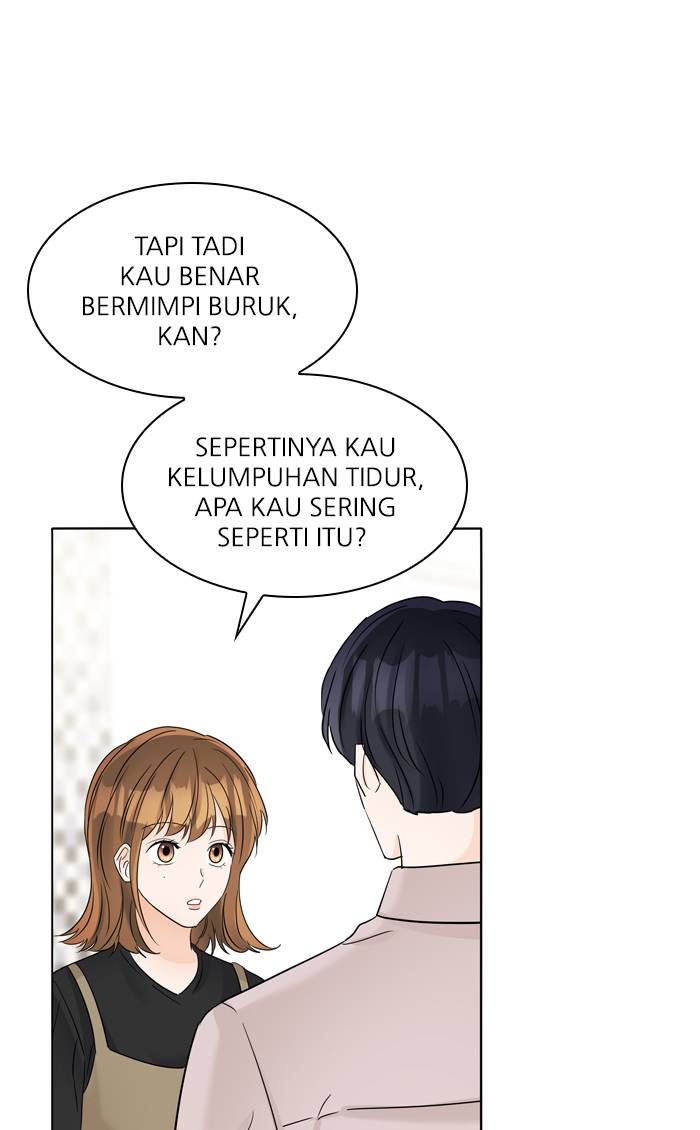 TAPI TADI
KAU BENAR
BERMIMPI BURUK,
KAN?
SEPERTINYA KAU
KELUMPUHAN TIDUR,
APA KAU SERING
SEPERTI ITU?